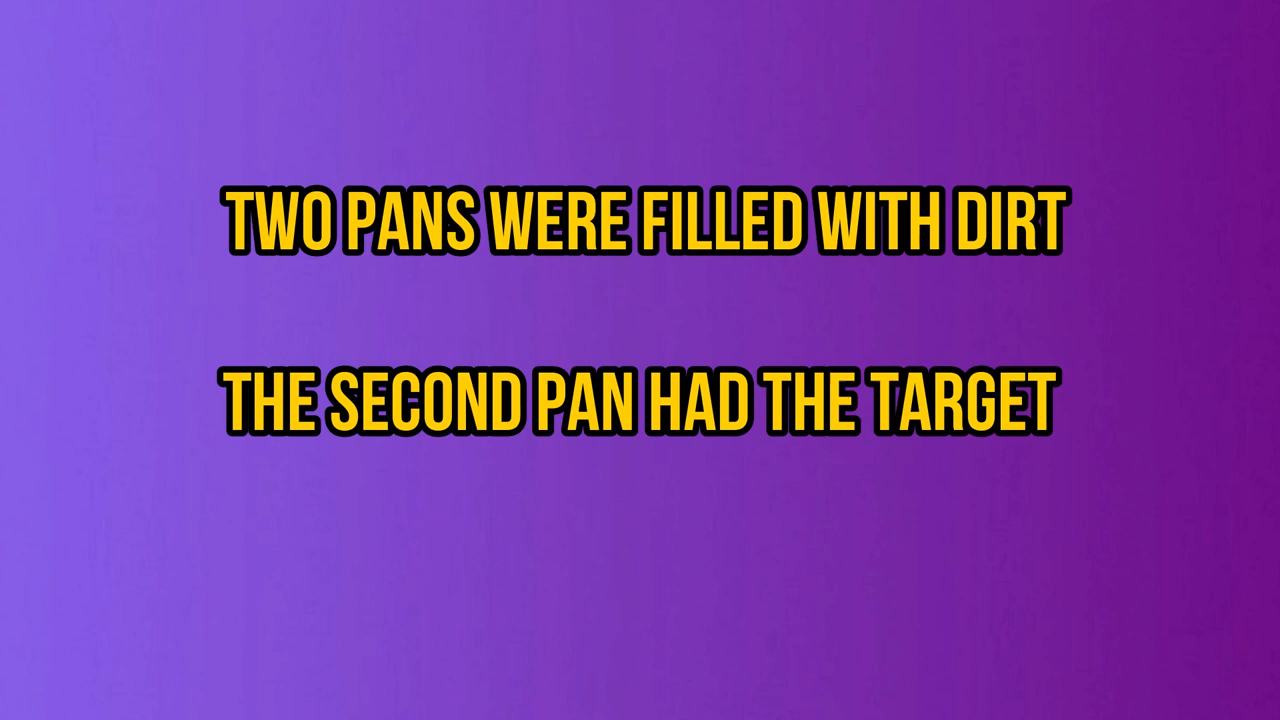 TWO PANS WERE FILLED WITH DIRT
THE SECOND PAN HAD THE TARGET